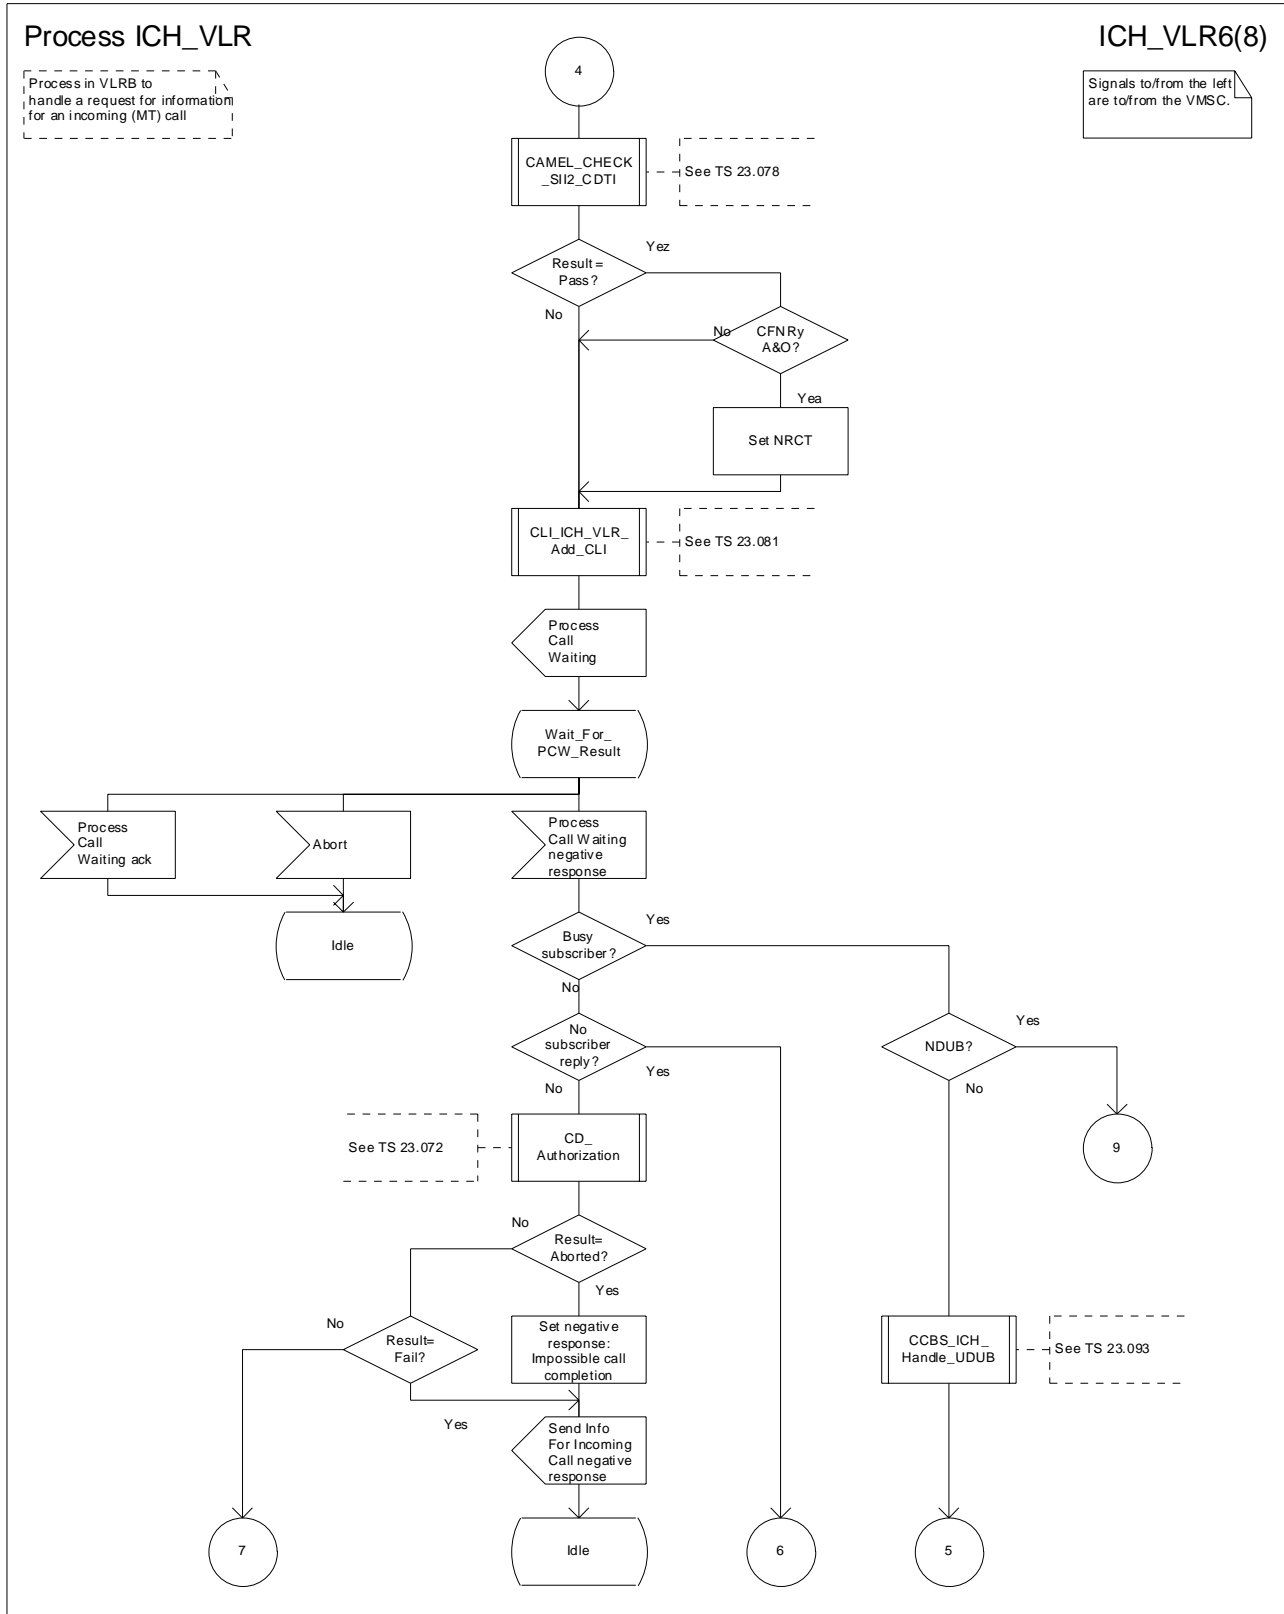 Process ICH_VLR
ICH_VLR6(8)
Process in VLRB to
handle a request for information
for an incoming (MT) call
Signals to/from the left
are to/from the VMSC.
4
CAMEL_CHECK
_SII2_CDTI
See TS 23.078
Yez
Result =
Pass?
No
No
CFNRy
A&O?
Yea
Set NRCT
CLI_ICH_VLR_
Add_CLI
See TS 23.081
Process
Call
Waiting
Wait_For_
PCW_Result
Process
Call
Waiting ack
Abort
Process
Call Waiting
negative
response
Idle
Busy
subscriber?
Yes
No
No
subscriber
reply?
Yes
No
NDUB?
Yes
No
9
See TS 23.072
CD_
Authorization
No
Result=
Aborted?
Yes
No
Result=
Fail?
Yes
Set negative
response:
Impossible call
completion
CCBS_ICH_
Handle_UDUB
See TS 23.093
Send Info
For Incoming
Call negative
response
7
Idle
6
5